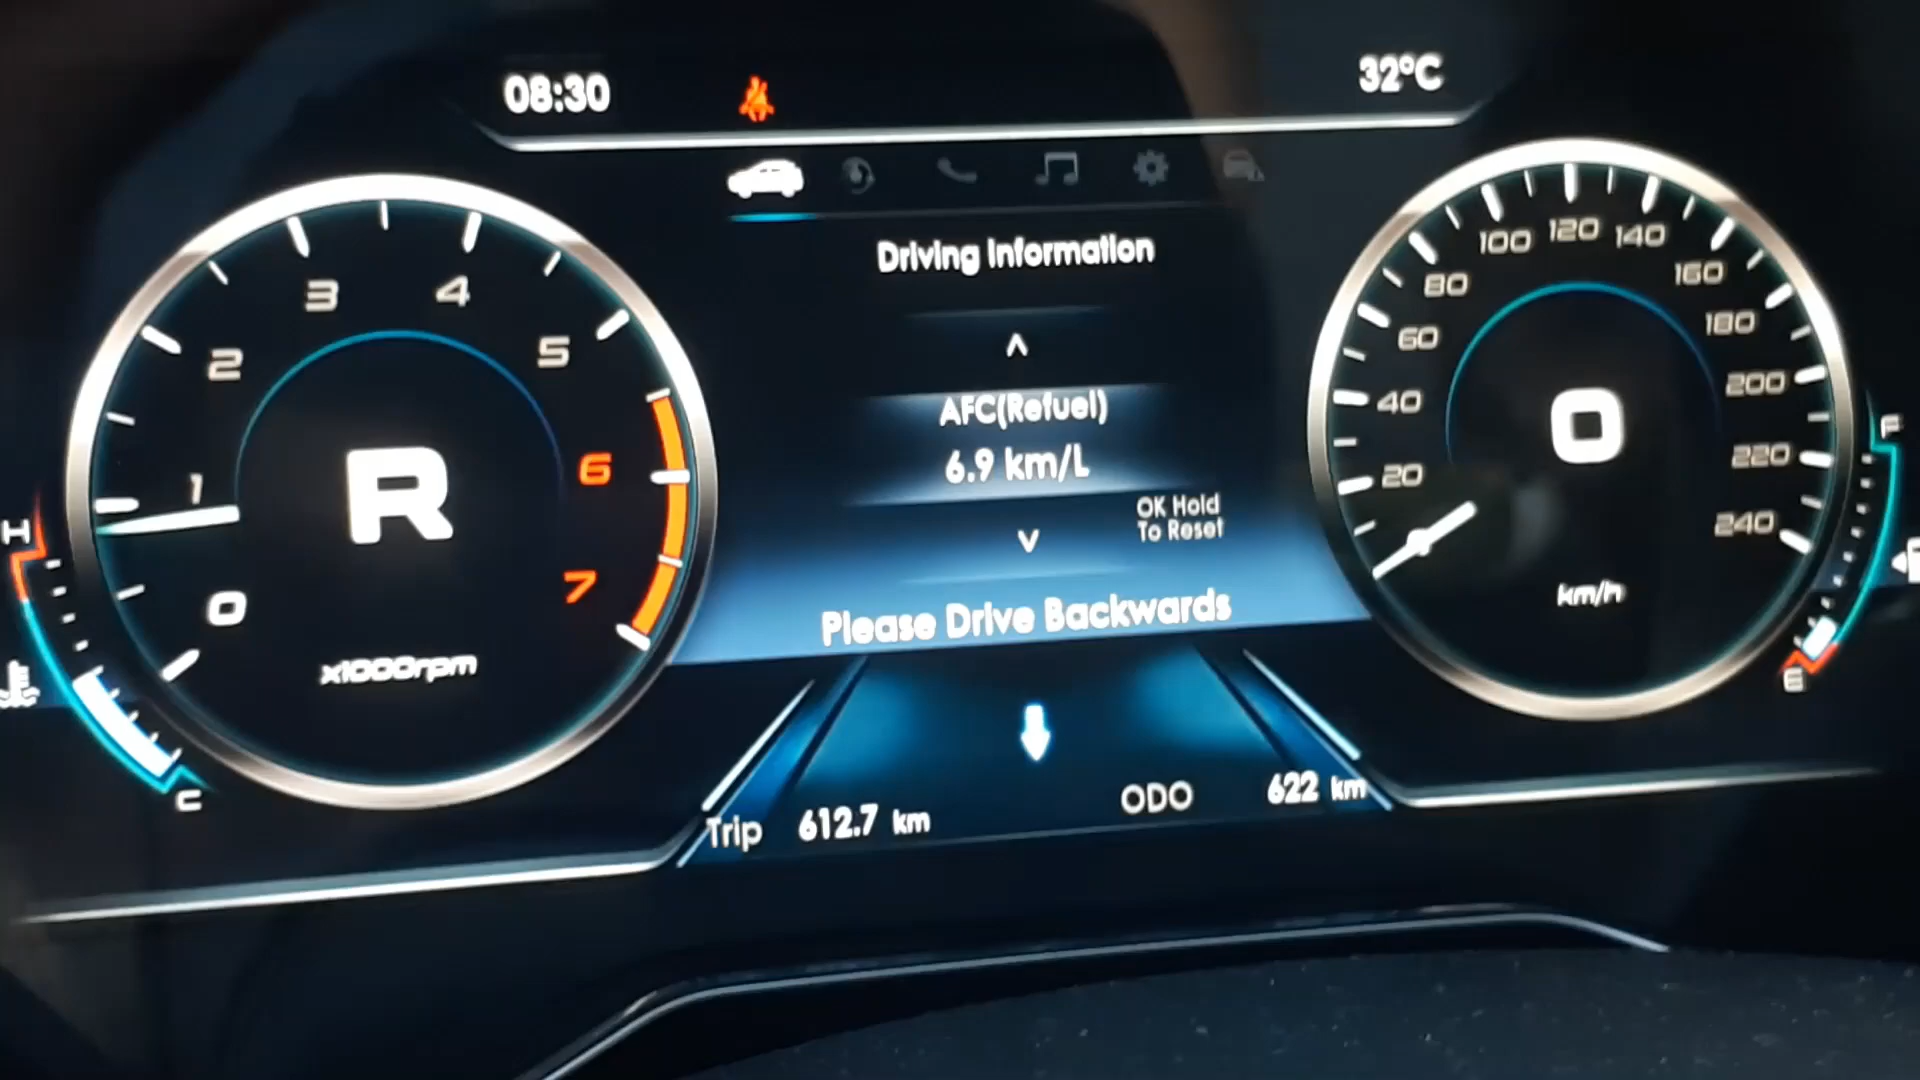 08:30
32°C
Driving Information
AFC(Refuel)
6.9 km/L
OK Hold
To Reset
Please Drive Backwards
Trip 612.7 km
ODO 622 km
0
1
2
3
4
5
6
7
R
x1000rpm
H
C
20
40
60
80
100
120
140
160
180
200
220
240
0
km/h
F
E